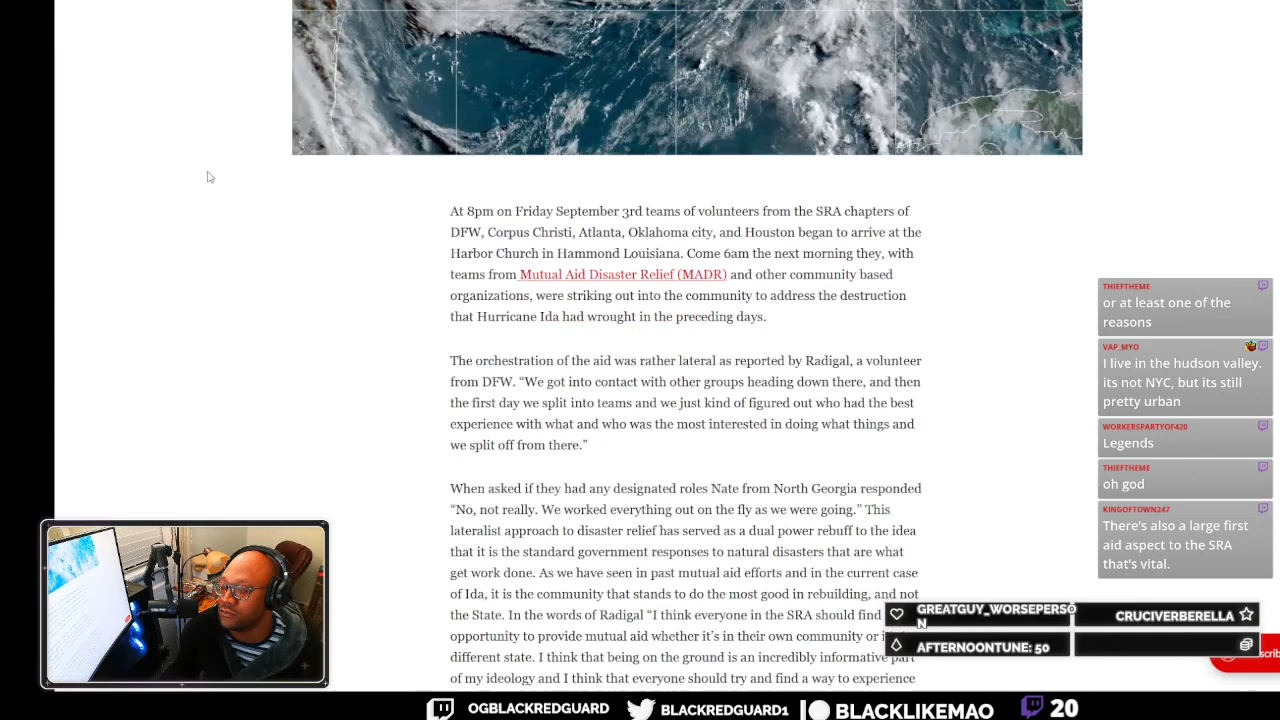 At 8pm on Friday September 3rd teams of volunteers from the SRA chapters of
DFW, Corpus Christi, Atlanta, Oklahoma city, and Houston began to arrive at the
Harbor Church in Hammond Louisiana. Come 6am the next morning they, with
teams from Mutual Aid Disaster Relief (MADR) and other community based
organizations, were striking out into the community to address the destruction
that Hurricane Ida had wrought in the preceding days.
The orchestration of the aid was rather lateral as reported by Radigal, a volunteer
from DFW. “We got into contact with other groups heading down there, and then
the first day we split into teams and we just kind of figured out who had the best
experience with what and who was the most interested in doing what things and
we split off from there.”
When asked if they had any designated roles Nate from North Georgia responded
“No, not really. We worked everything out on the fly as we were going.” This
lateralist approach to disaster relief has served as a dual power rebuff to the idea
that it is the standard government responses to natural disasters that are what
get work done. As we have seen in past mutual aid efforts and in the current case
of Ida, it is the community that stands to do the most good in rebuilding, and not
the State. In the words of Radigal “I think everyone in the SRA should find
opportunity to provide mutual aid whether it’s in their own community or
different state. I think that being on the ground is an incredibly informative part
of my ideology and I think that everyone should try and find a way to experience
THIEFTHEME
or at least one of the
reasons
VAP_MYO
I live in the hudson valley.
its not NYC, but its still
pretty urban
WORKERSPARTYOF420
Legends
THIEFTHEME
oh god
KINGOFTOWN247
There's also a large first
aid aspect to the SRA
that's vital.
GREATGUY_WORSEPERSO
N
CRUCIVERBERELLA
AFTERNOONTUNE: 50
OGBLACKREDGUARD
BLACKREDGUARD1
BLACKLIKEMAO
20